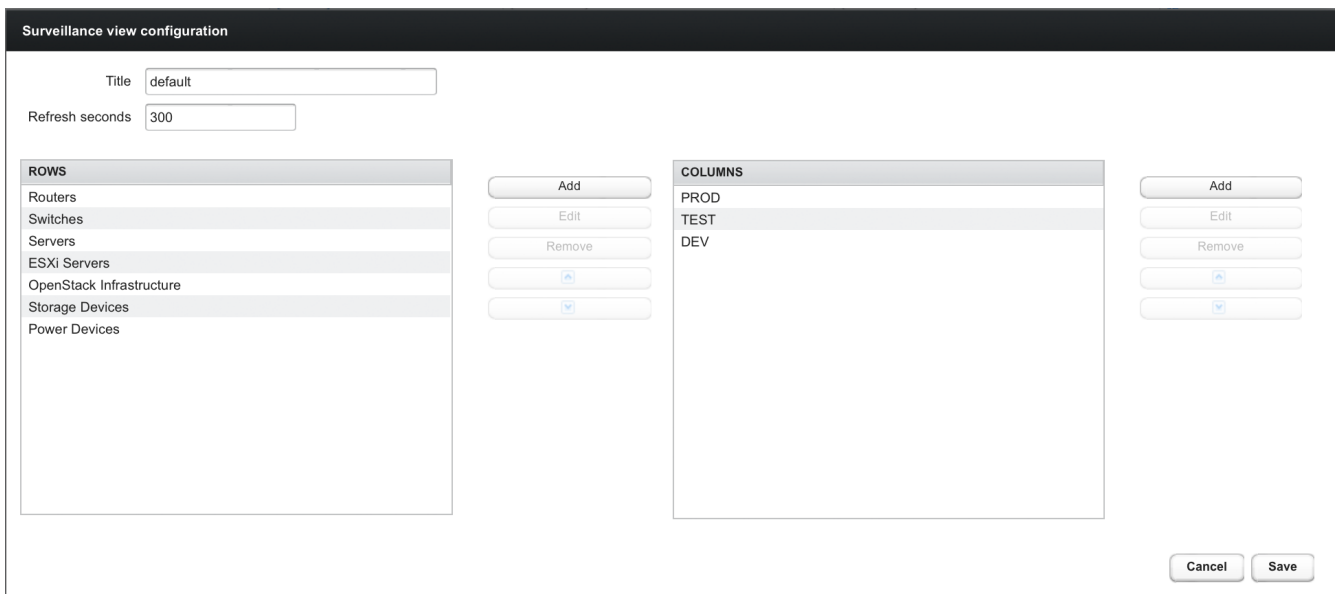 Surveillance view configuration
Title default
Refresh seconds 300
ROWS
Routers
Switches
Servers
ESXi Servers
OpenStack Infrastructure
Storage Devices
Power Devices
Add
Edit
Remove
COLUMNS
PROD
TEST
DEV
Add
Edit
Remove
Cancel Save